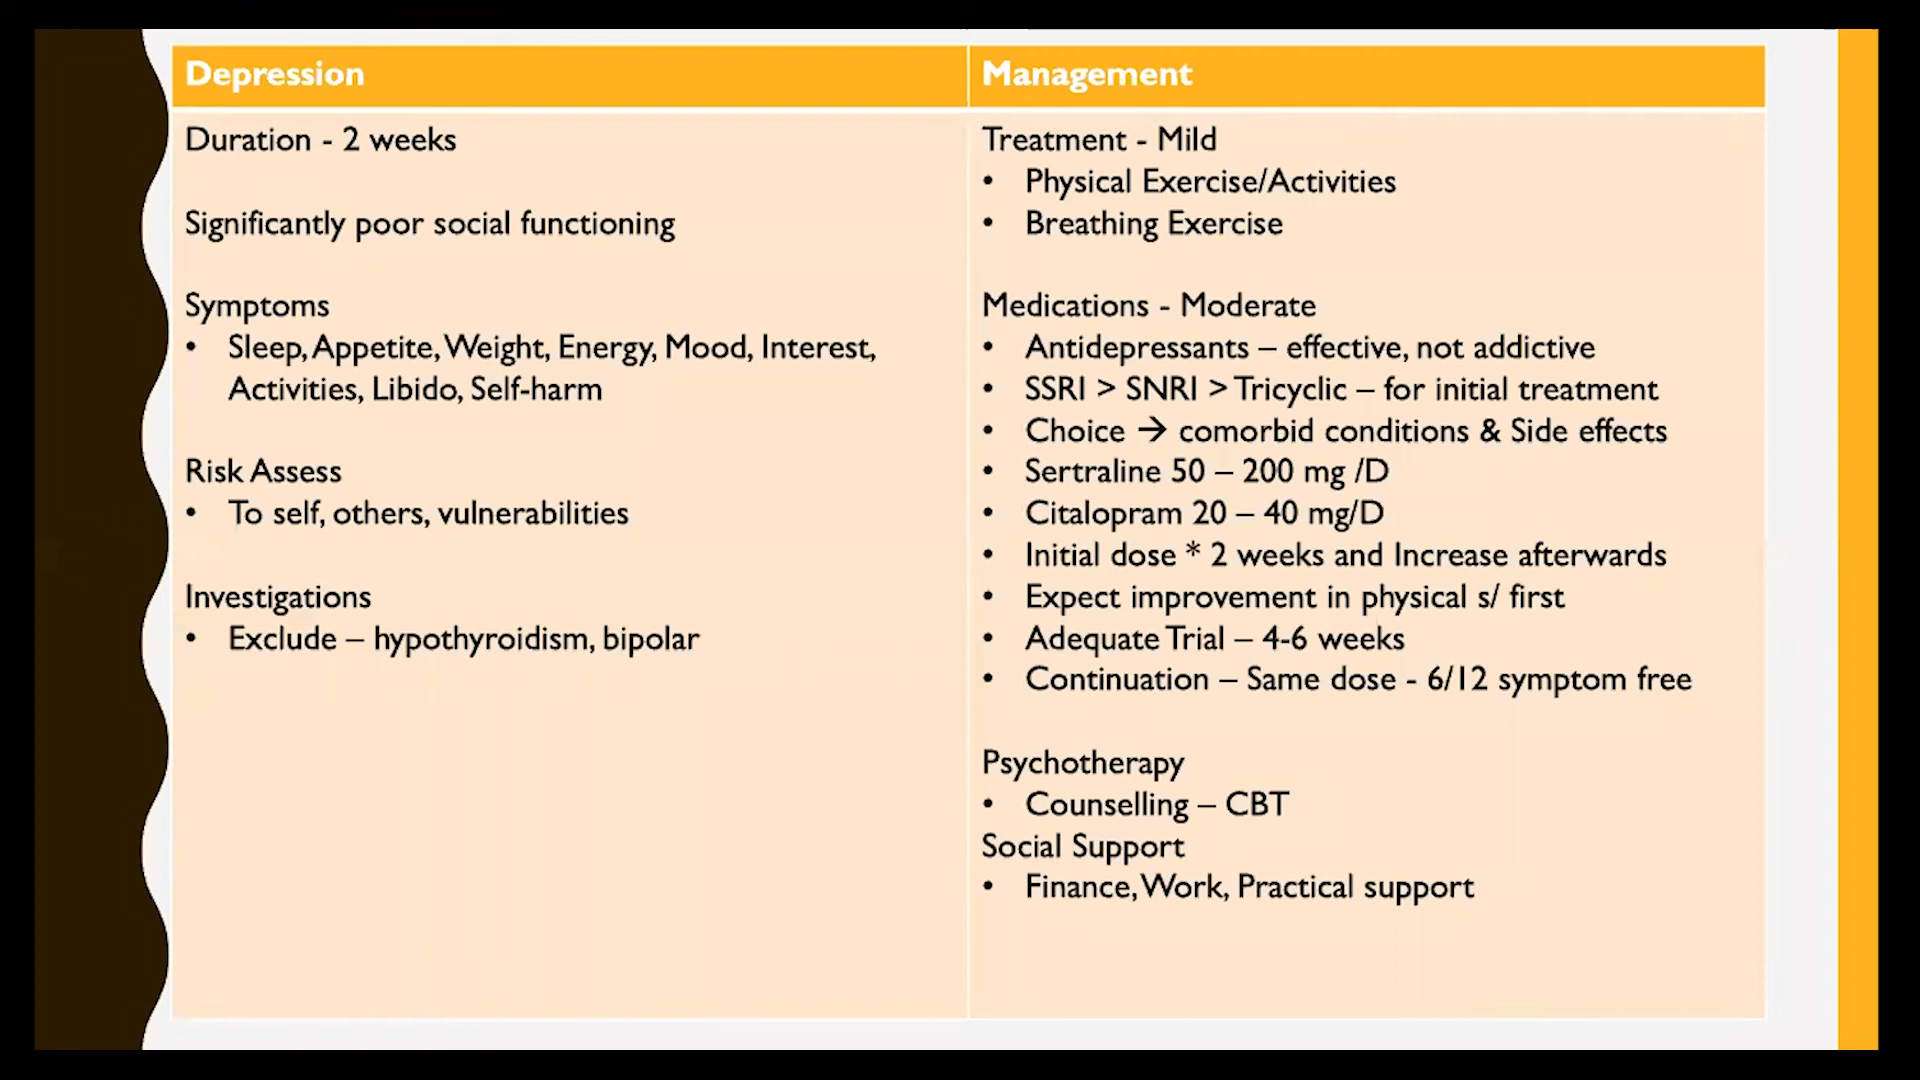 Depression
Duration - 2 weeks
Significantly poor social functioning
Symptoms
• Sleep, Appetite, Weight, Energy, Mood, Interest,
Activities, Libido, Self-harm
Risk Assess
• To self, others, vulnerabilities
Investigations
• Exclude – hypothyroidism, bipolar
Management
Treatment - Mild
• Physical Exercise/Activities
• Breathing Exercise
Medications - Moderate
• Antidepressants – effective, not addictive
• SSRI > SNRI > Tricyclic – for initial treatment
• Choice → comorbid conditions & Side effects
• Sertraline 50 – 200 mg /D
• Citalopram 20 – 40 mg/D
• Initial dose * 2 weeks and Increase afterwards
• Expect improvement in physical s/ first
• Adequate Trial – 4-6 weeks
• Continuation – Same dose - 6/12 symptom free
Psychotherapy
• Counselling – CBT
Social Support
• Finance, Work, Practical support